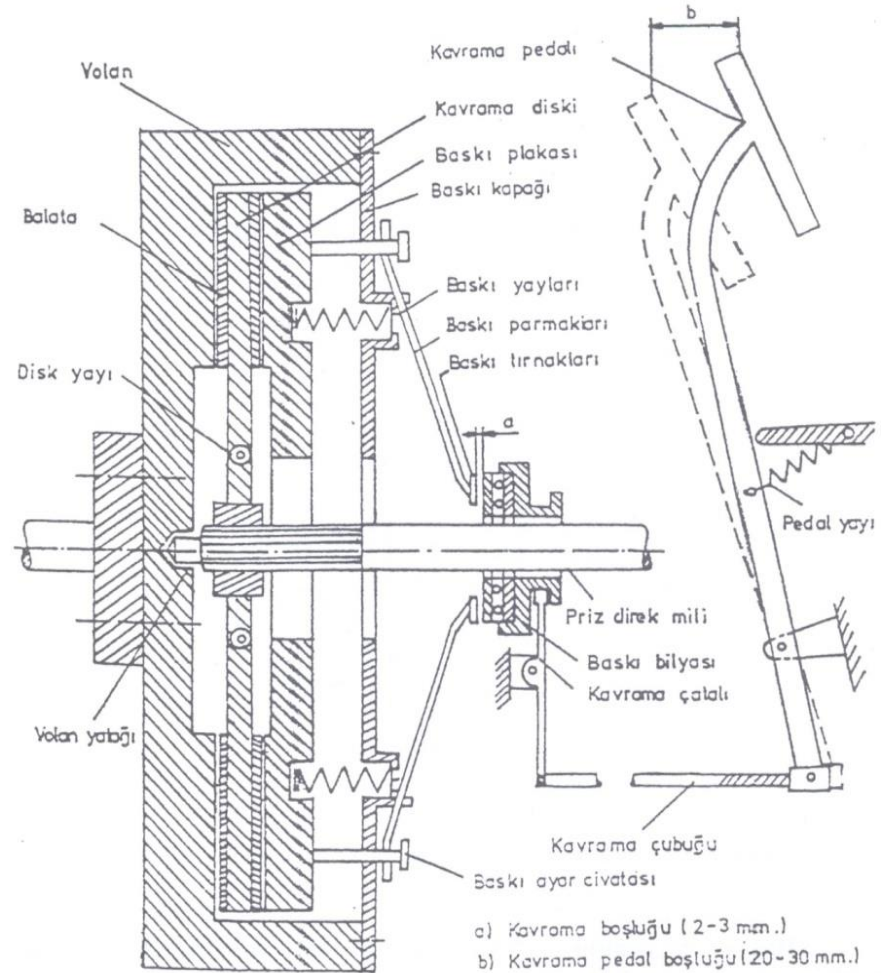 b
Kavrama pedalı
Volan
Kavrama diski
Baskı plakası
Baskı kapağı
Balata
Baskı yayları
Baskı parmakları
Baskı tırnakları
Disk yayı
a
Pedal yayı
Priz direk mili
Baskı bilyası
Kavrama çatalı
Volan yatağı
Kavrama çubuğu
Baskı ayar civatası
a) Kavrama boşluğu (2-3 mm.)
b) Kavrama pedal boşluğu (20-30 mm.)